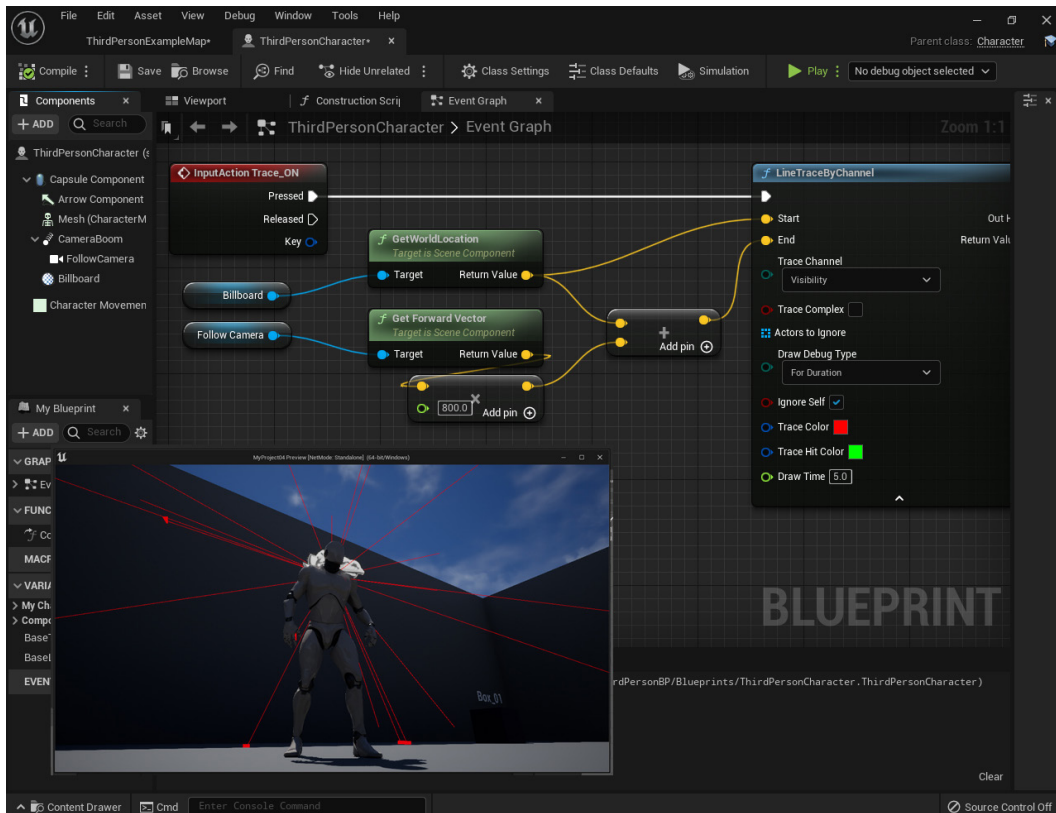 File Edit Asset View Debug Window Tools Help
ThirdPersonExampleMap*
ThirdPersonCharacter*
Parent class: Character
Compile
Save
Browse
Find
Hide Unrelated
Class Settings
Class Defaults
Simulation
Play
No debug object selected
Components
Viewport
Construction Scrip
Event Graph
+ ADD
Search
ThirdPersonCharacter > Event Graph
Zoom 1:1
ThirdPersonCharacter (s
Capsule Component
Arrow Component
Mesh (CharacterM
CameraBoom
FollowCamera
Billboard
Character Movemen
InputAction Trace_ON
Pressed
Released
Key
GetWorldLocation
Target is Scene Component
Target
Return Value
Billboard
Get Forward Vector
Target is Scene Component
Target
Return Value
Follow Camera
800.0
Add pin
Add pin
LineTraceByChannel
Start
Out H
End
Return Valu
Trace Channel
Visibility
Trace Complex
Actors to Ignore
Draw Debug Type
For Duration
Ignore Self
Trace Color
Trace Hit Color
Draw Time 5.0
My Blueprint
+ ADD
Search
GRAP
Ev
FUNC
Co
MACR
VARIA
My Ch
Compo
BaseT
BaseL
EVEN
MyProject04 Preview [NetMode: Standalone] (64-bit/Windows)
Box_01
BLUEPRINT
rdPersonBP/Blueprints/ThirdPersonCharacter.ThirdPersonCharacter)
Clear
Content Drawer
Cmd
Enter Console Command
Source Control Off